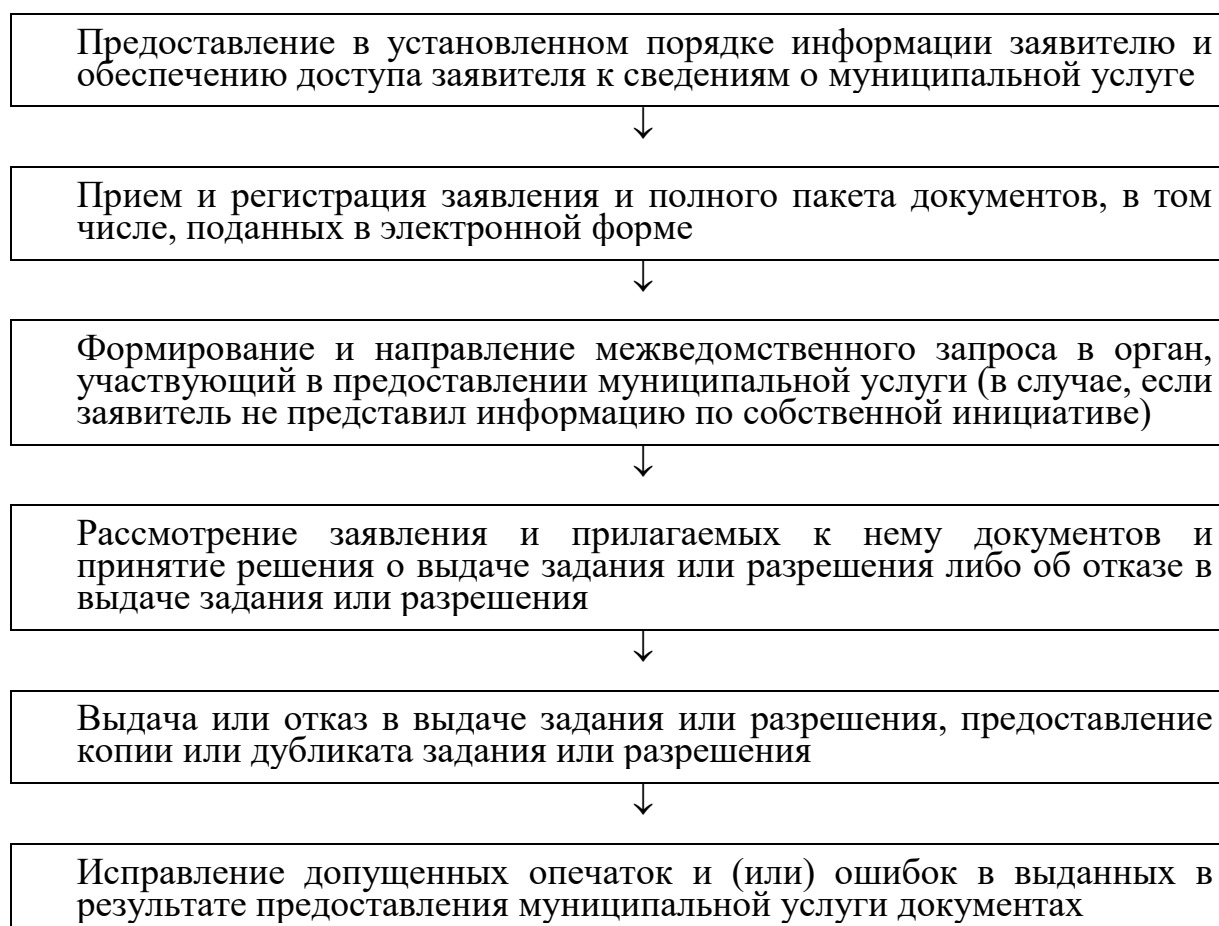 Предоставление в установленном порядке информации заявителю и
обеспечению доступа заявителя к сведениям о муниципальной услуге
↓
Прием и регистрация заявления и полного пакета документов, в том
числе, поданных в электронной форме
↓
Формирование и направление межведомственного запроса в орган,
участвующий в предоставлении муниципальной услуги (в случае, если
заявитель не представил информацию по собственной инициативе)
↓
Рассмотрение заявления и прилагаемых к нему документов и
принятие решения о выдаче задания или разрешения либо об отказе в
выдаче задания или разрешения
↓
Выдача или отказ в выдаче задания или разрешения, предоставление
копии или дубликата задания или разрешения
↓
Исправление допущенных опечаток и (или) ошибок в выданных в
результате предоставления муниципальной услуги документах